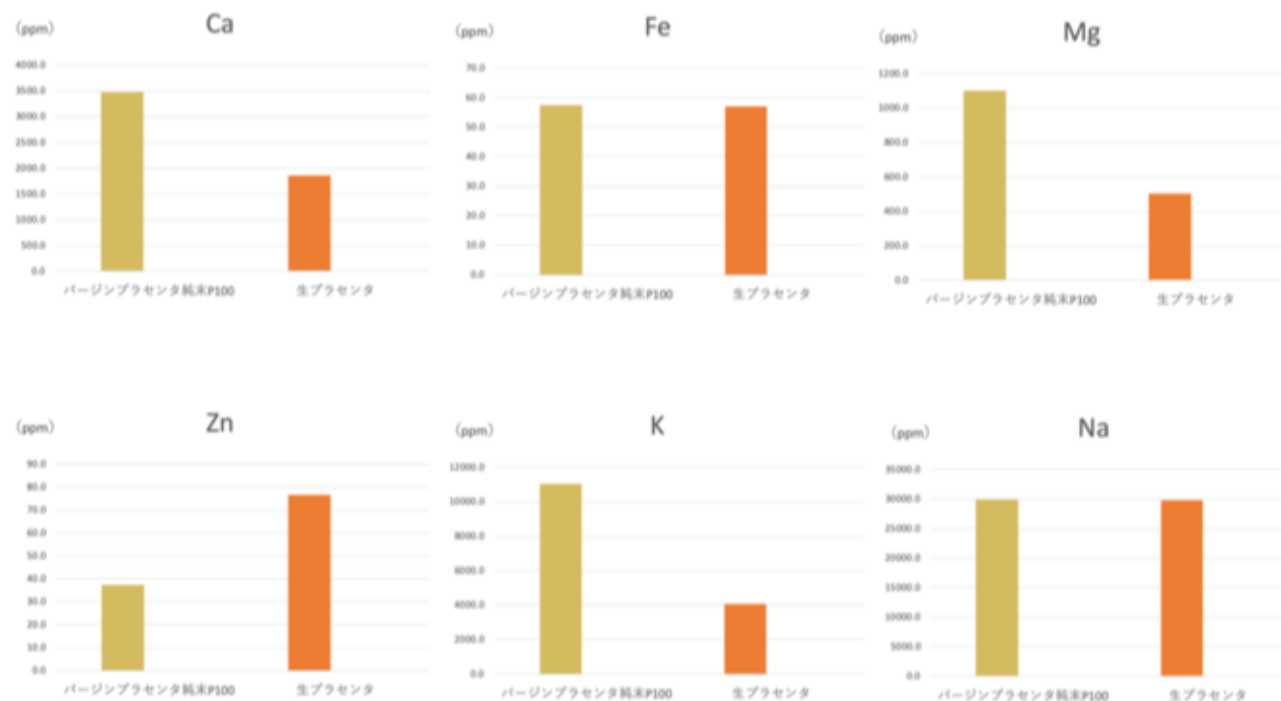 Ca
(ppm)
4000.0
3500.0
3000.0
2500.0
2000.0
1500.0
1000.0
500.0
0.0
バージンプラセンタ純末P100
生プラセンタ
Fe
(ppm)
70.0
60.0
50.0
40.0
30.0
20.0
10.0
0.0
バージンプラセンタ純末P100
生プラセンタ
Mg
(ppm)
1200.0
1000.0
800.0
600.0
400.0
200.0
0.0
バージンプラセンタ純末P100
生プラセンタ
Zn
(ppm)
90.0
80.0
70.0
60.0
50.0
40.0
30.0
20.0
10.0
0.0
バージンプラセンタ純末P100
生プラセンタ
K
(ppm)
12000.0
10000.0
8000.0
6000.0
4000.0
2000.0
0.0
バージンプラセンタ純末P100
生プラセンタ
Na
(ppm)
35000.0
30000.0
25000.0
20000.0
15000.0
10000.0
5000.0
0.0
バージンプラセンタ純末P100
生プラセンタ